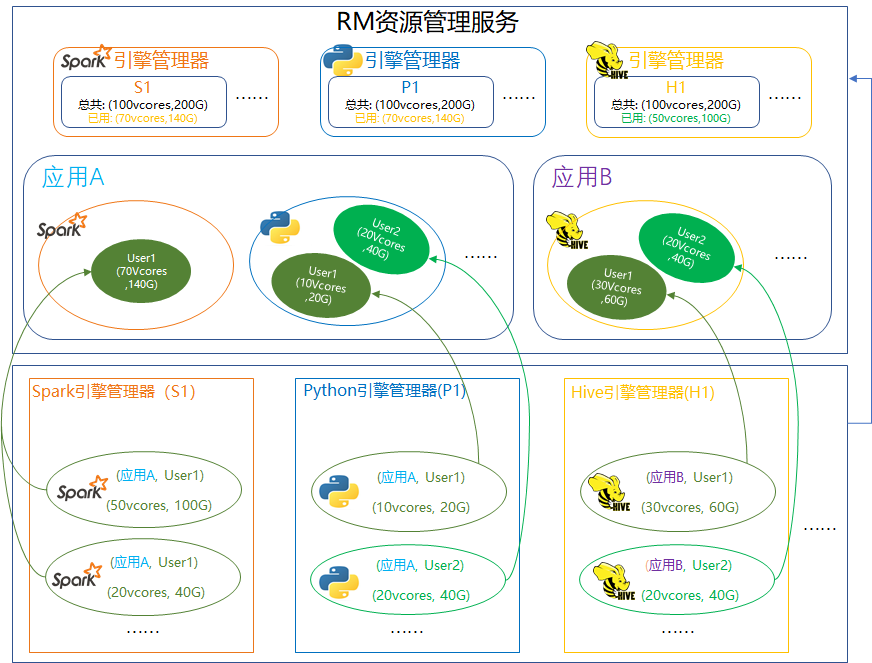 RM资源管理服务
Spark 引擎管理器
S1
总共: (100vcores,200G)
已用: (70vcores,140G)
......
引擎管理器
P1
总共: (100vcores,200G)
已用: (70vcores,140G)
......
HIVE 引擎管理器
H1
总共: (100vcores,200G)
已用: (50vcores,100G)
......
应用A
Spark
User1
(70Vcores
,140G)
User2
(20Vcores
,40G)
User1
(10Vcores
,20G)
......
应用B
HIVE
User2
(20Vcores
,40G)
User1
(30Vcores
,60G)
......
Spark引擎管理器（S1）
Spark
(应用A, User1)
(50vcores, 100G)
Spark
(应用A, User1)
(20vcores, 40G)
......
Python引擎管理器(P1)
(应用A, User1)
(10vcores, 20G)
(应用A, User2)
(20vcores, 40G)
......
Hive引擎管理器(H1)
HIVE
(应用B, User1)
(30vcores, 60G)
HIVE
(应用B, User2)
(20vcores, 40G)
......
......